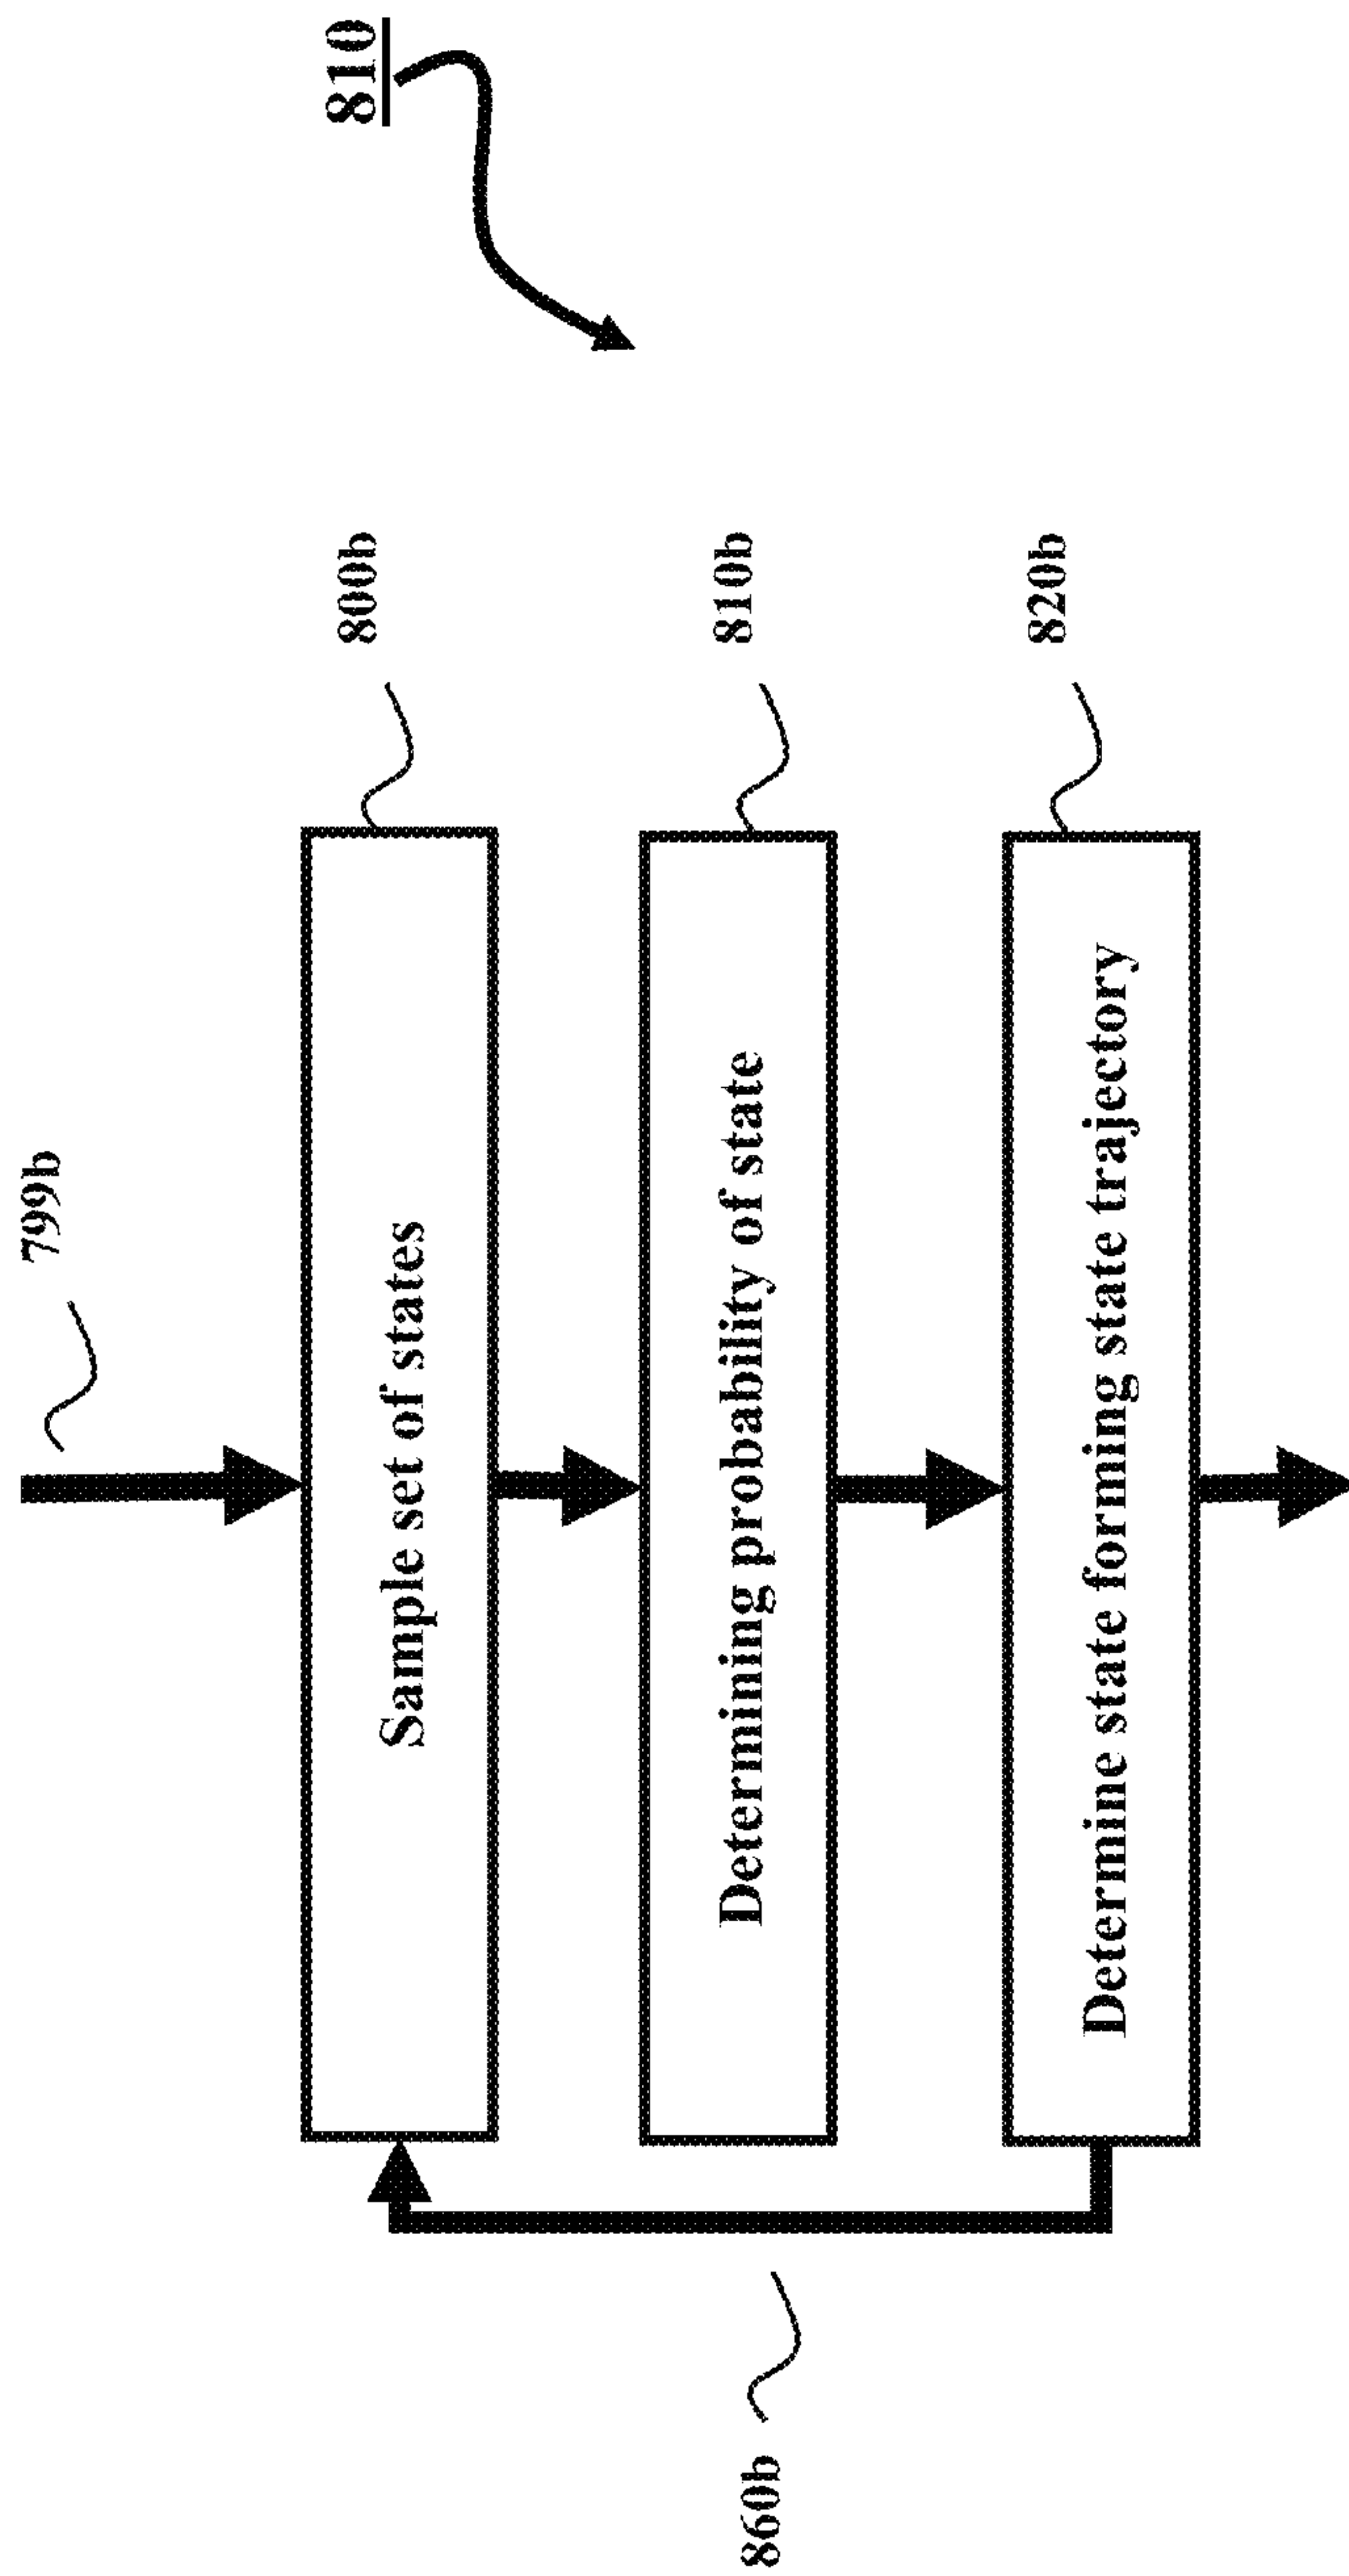 810
799b
Sample set of states
800b
Determining probability of state
810b
Determine state forming state trajectory
820b
860b